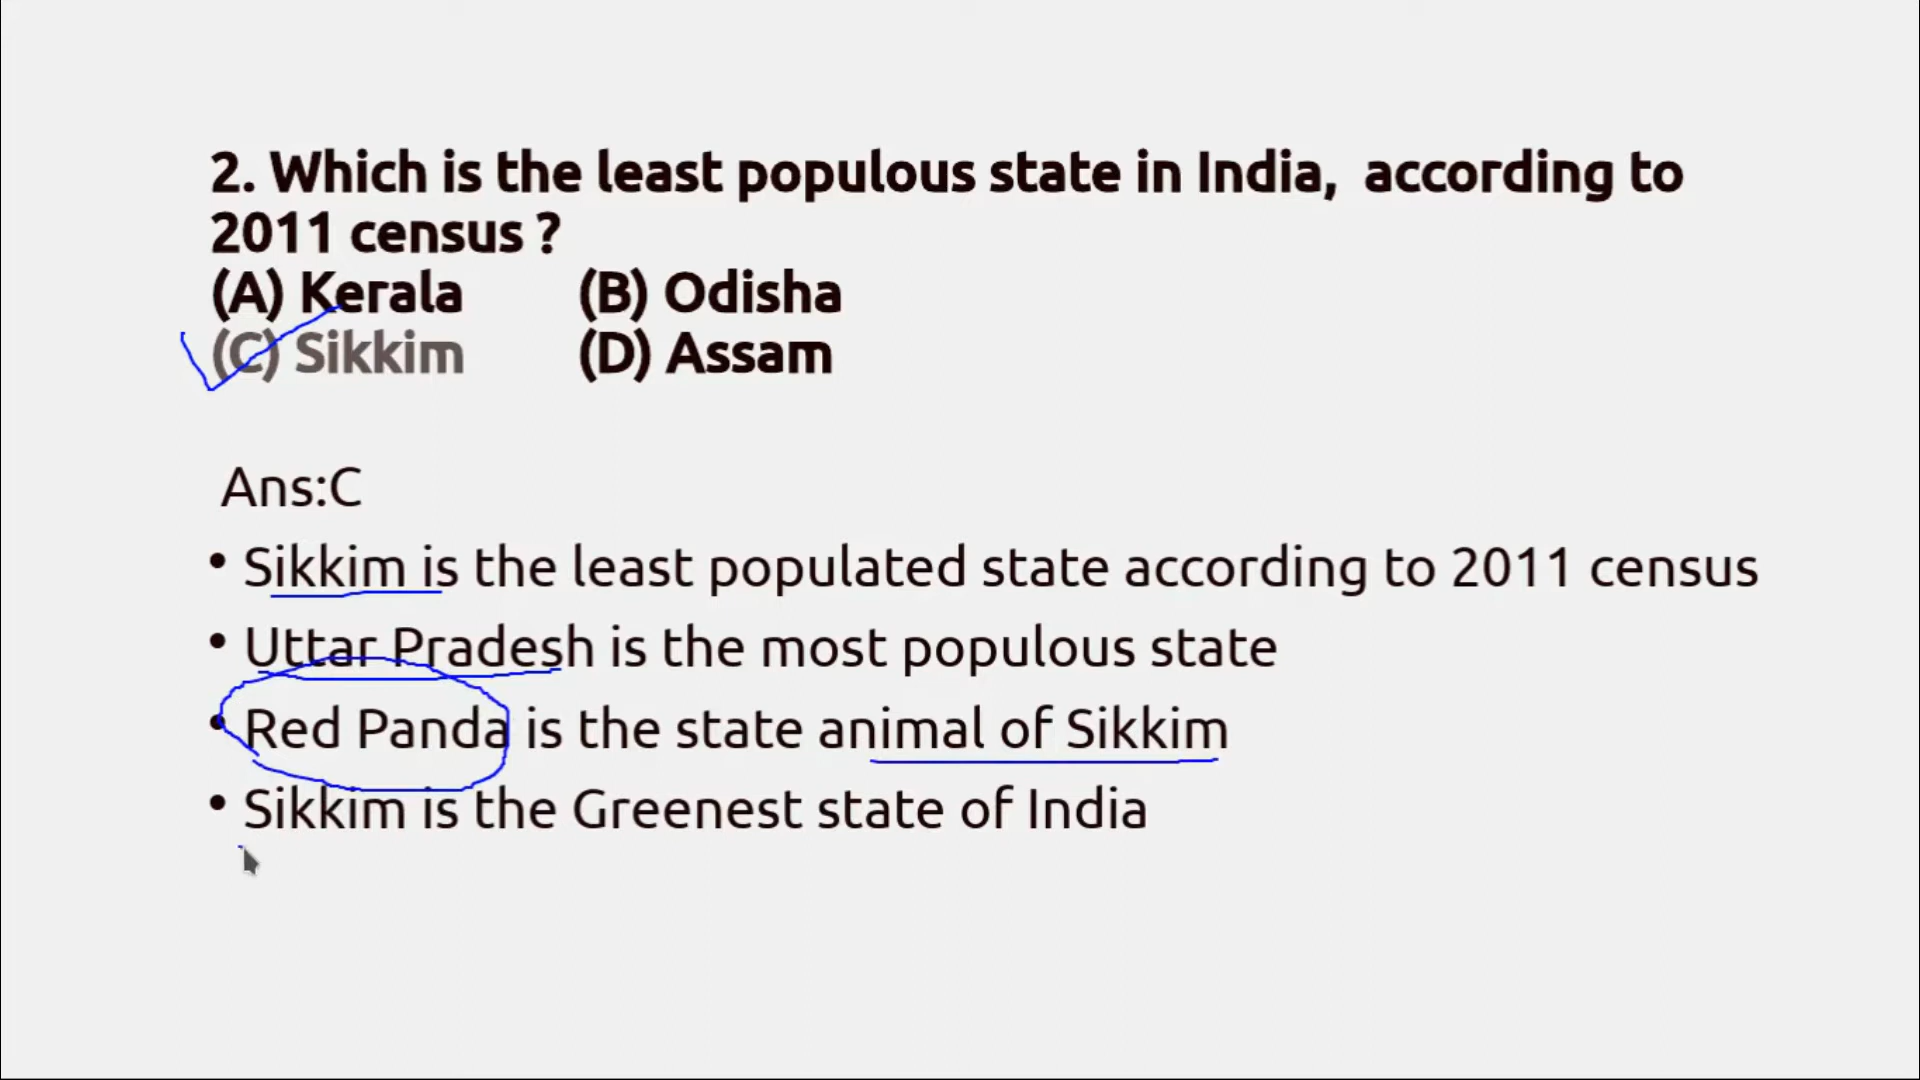 2. Which is the least populous state in India,  according to
2011 census ?
(A) Kerala (B) Odisha
(C) Sikkim (D) Assam
Ans:C
• Sikkim is the least populated state according to 2011 census
• Uttar Pradesh is the most populous state
• Red Panda is the state animal of Sikkim
• Sikkim is the Greenest state of India